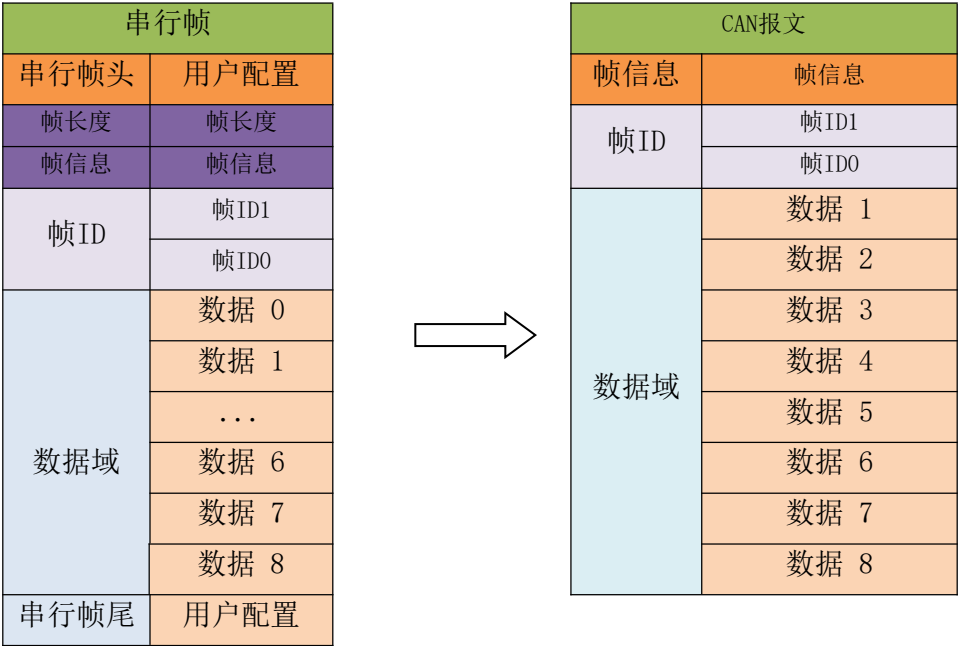 串行帧
串行帧头 用户配置
帧长度 帧长度
帧信息 帧信息
帧ID
帧ID1
帧ID0
数据域
数据 0
数据 1
...
数据 6
数据 7
数据 8
串行帧尾 用户配置
CAN报文
帧信息 帧信息
帧ID
帧ID1
帧ID0
数据域
数据 1
数据 2
数据 3
数据 4
数据 5
数据 6
数据 7
数据 8